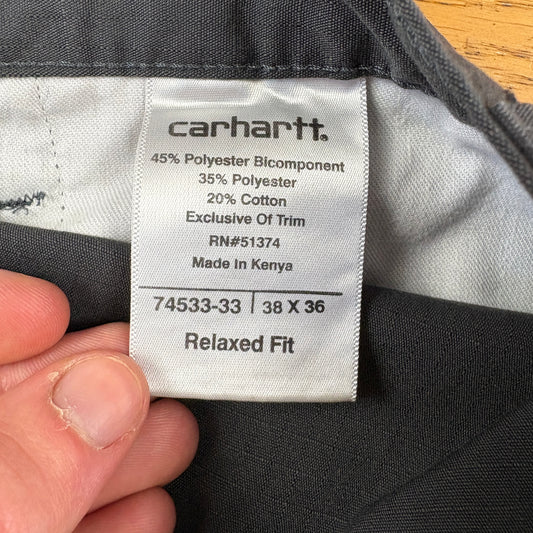 carhartt.
45% Polyester Bicomponent
35% Polyester
20% Cotton
Exclusive Of Trim
RN#51374
Made In Kenya
74533-33 | 38 X 36
Relaxed Fit